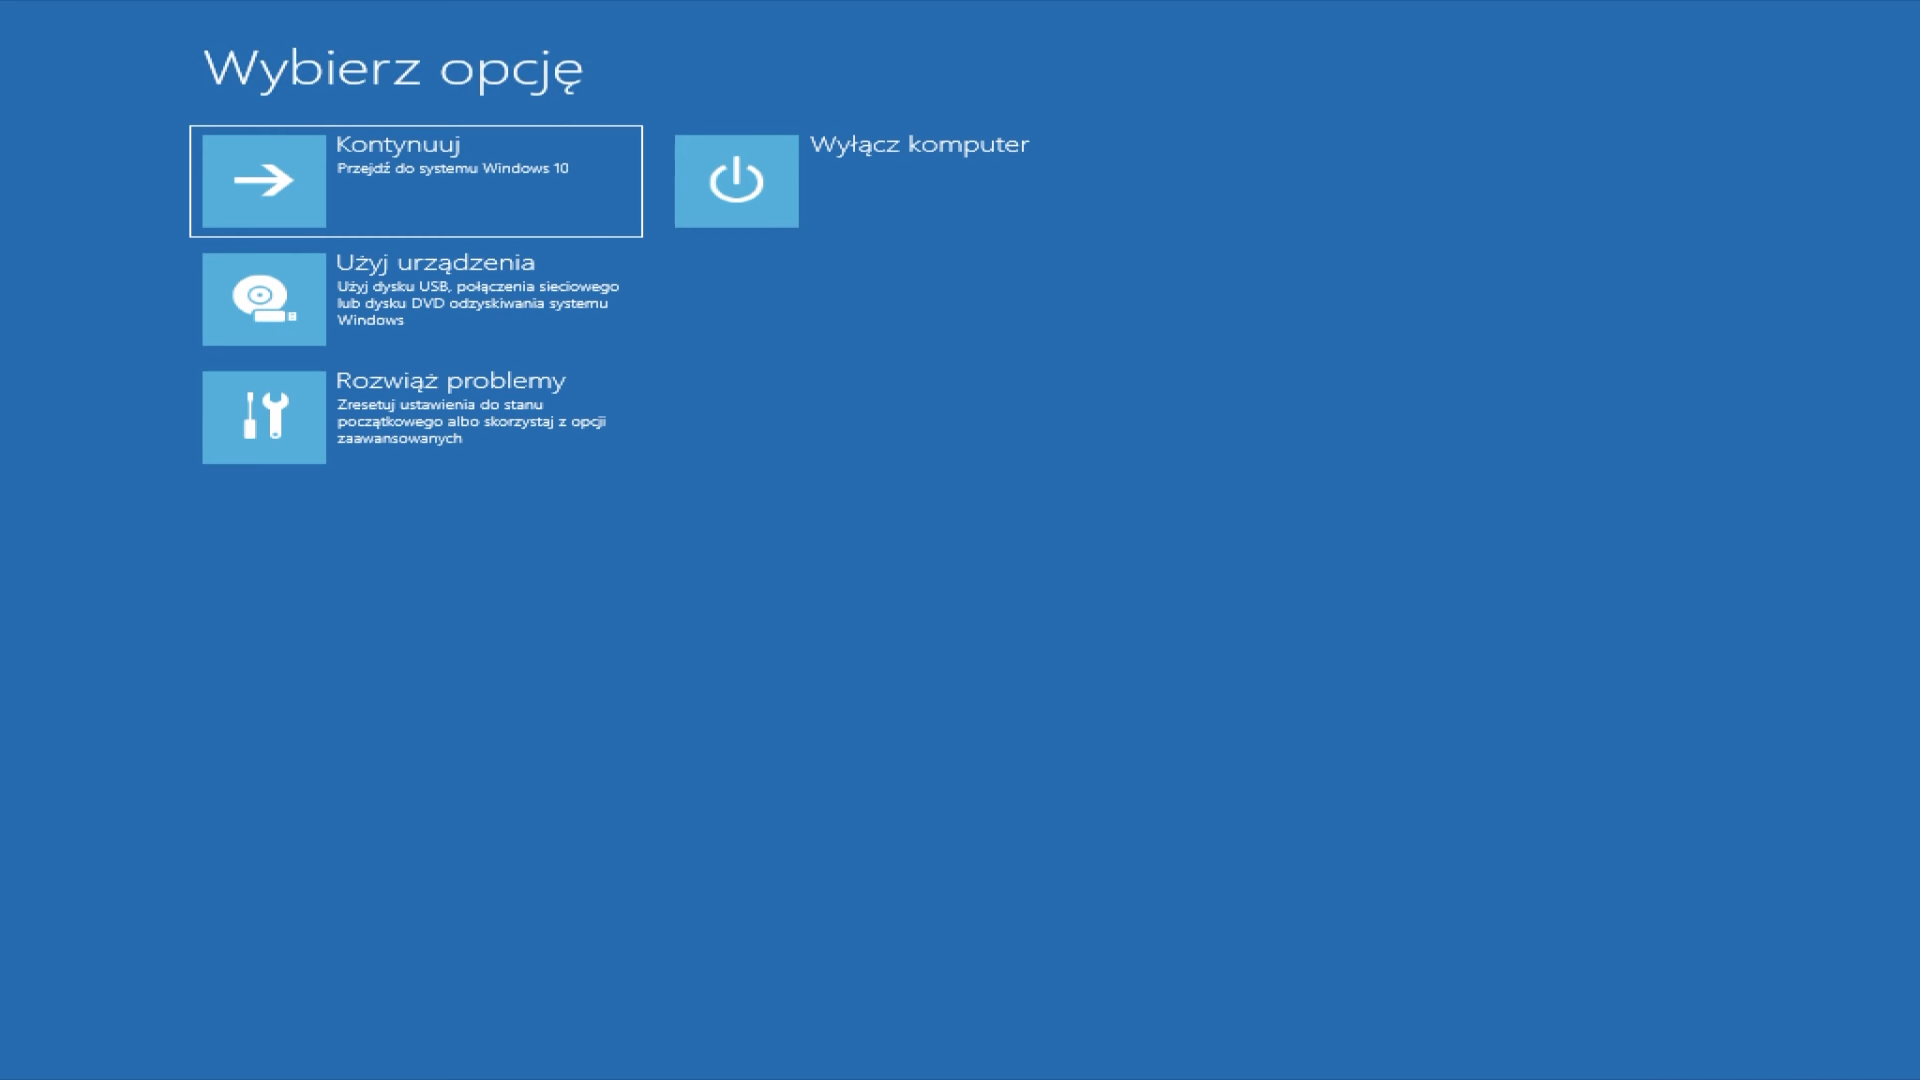 Wybierz opcję
Kontynuuj
Przejdź do systemu Windows 10
Użyj urządzenia
Użyj dysku USB, połączenia sieciowego
lub dysku DVD odzyskiwania systemu
Windows
Rozwiąż problemy
Zresetuj ustawienia do stanu
początkowego albo skorzystaj z opcji
zaawansowanych
Wyłącz komputer